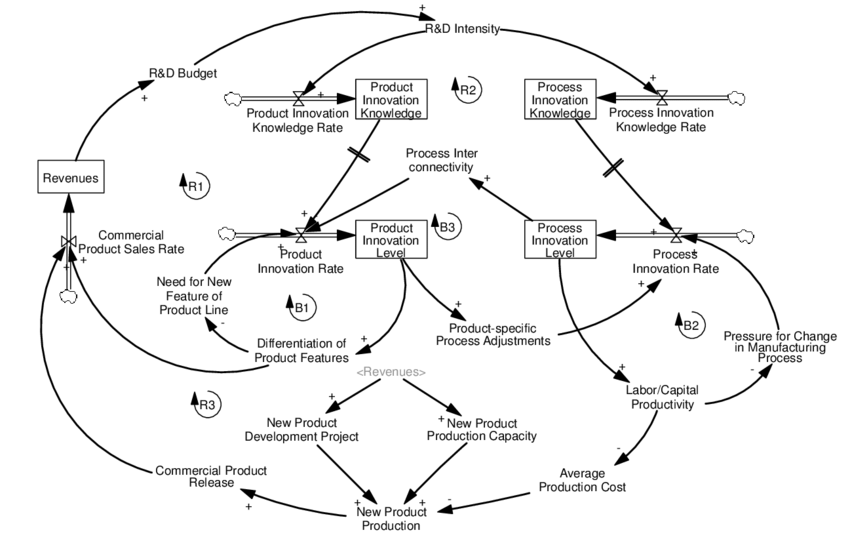 +
R&D Intensity
R&D Budget
+
+
+
Product
Innovation
Knowledge
Product Innovation
Knowledge Rate
+
R2
Process
Innovation
Knowledge
Process Innovation
Knowledge Rate
Process Inter
connectivity
+
Revenues
R1
Commercial
Product Sales Rate
+
+
+
+
Product
Innovation Rate
Product
Innovation
Level
B3
Process
Innovation
Level
+
Process
Innovation Rate
+
+
Need for New
Feature of
Product Line
-
B1
+
Product-specific
Process Adjustments
B2
Pressure for Change
in Manufacturing
Process
-
Differentiation of
Product Features
+
<Revenues>
+
Labor/Capital
Productivity
R3
+
New Product
Development Project
+
New Product
Production Capacity
-
Commercial Product
Release
+
Average
Production Cost
-
+
+
New Product
Production